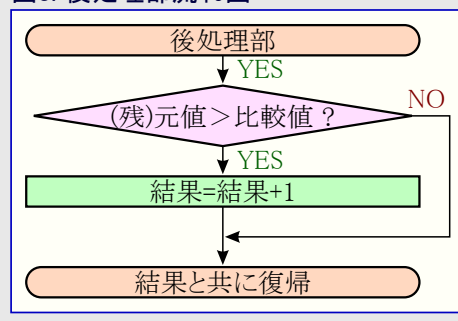 後処理部
YES
(残)元値＞比較値 ?
NO
YES
結果=結果+1
結果と共に復帰